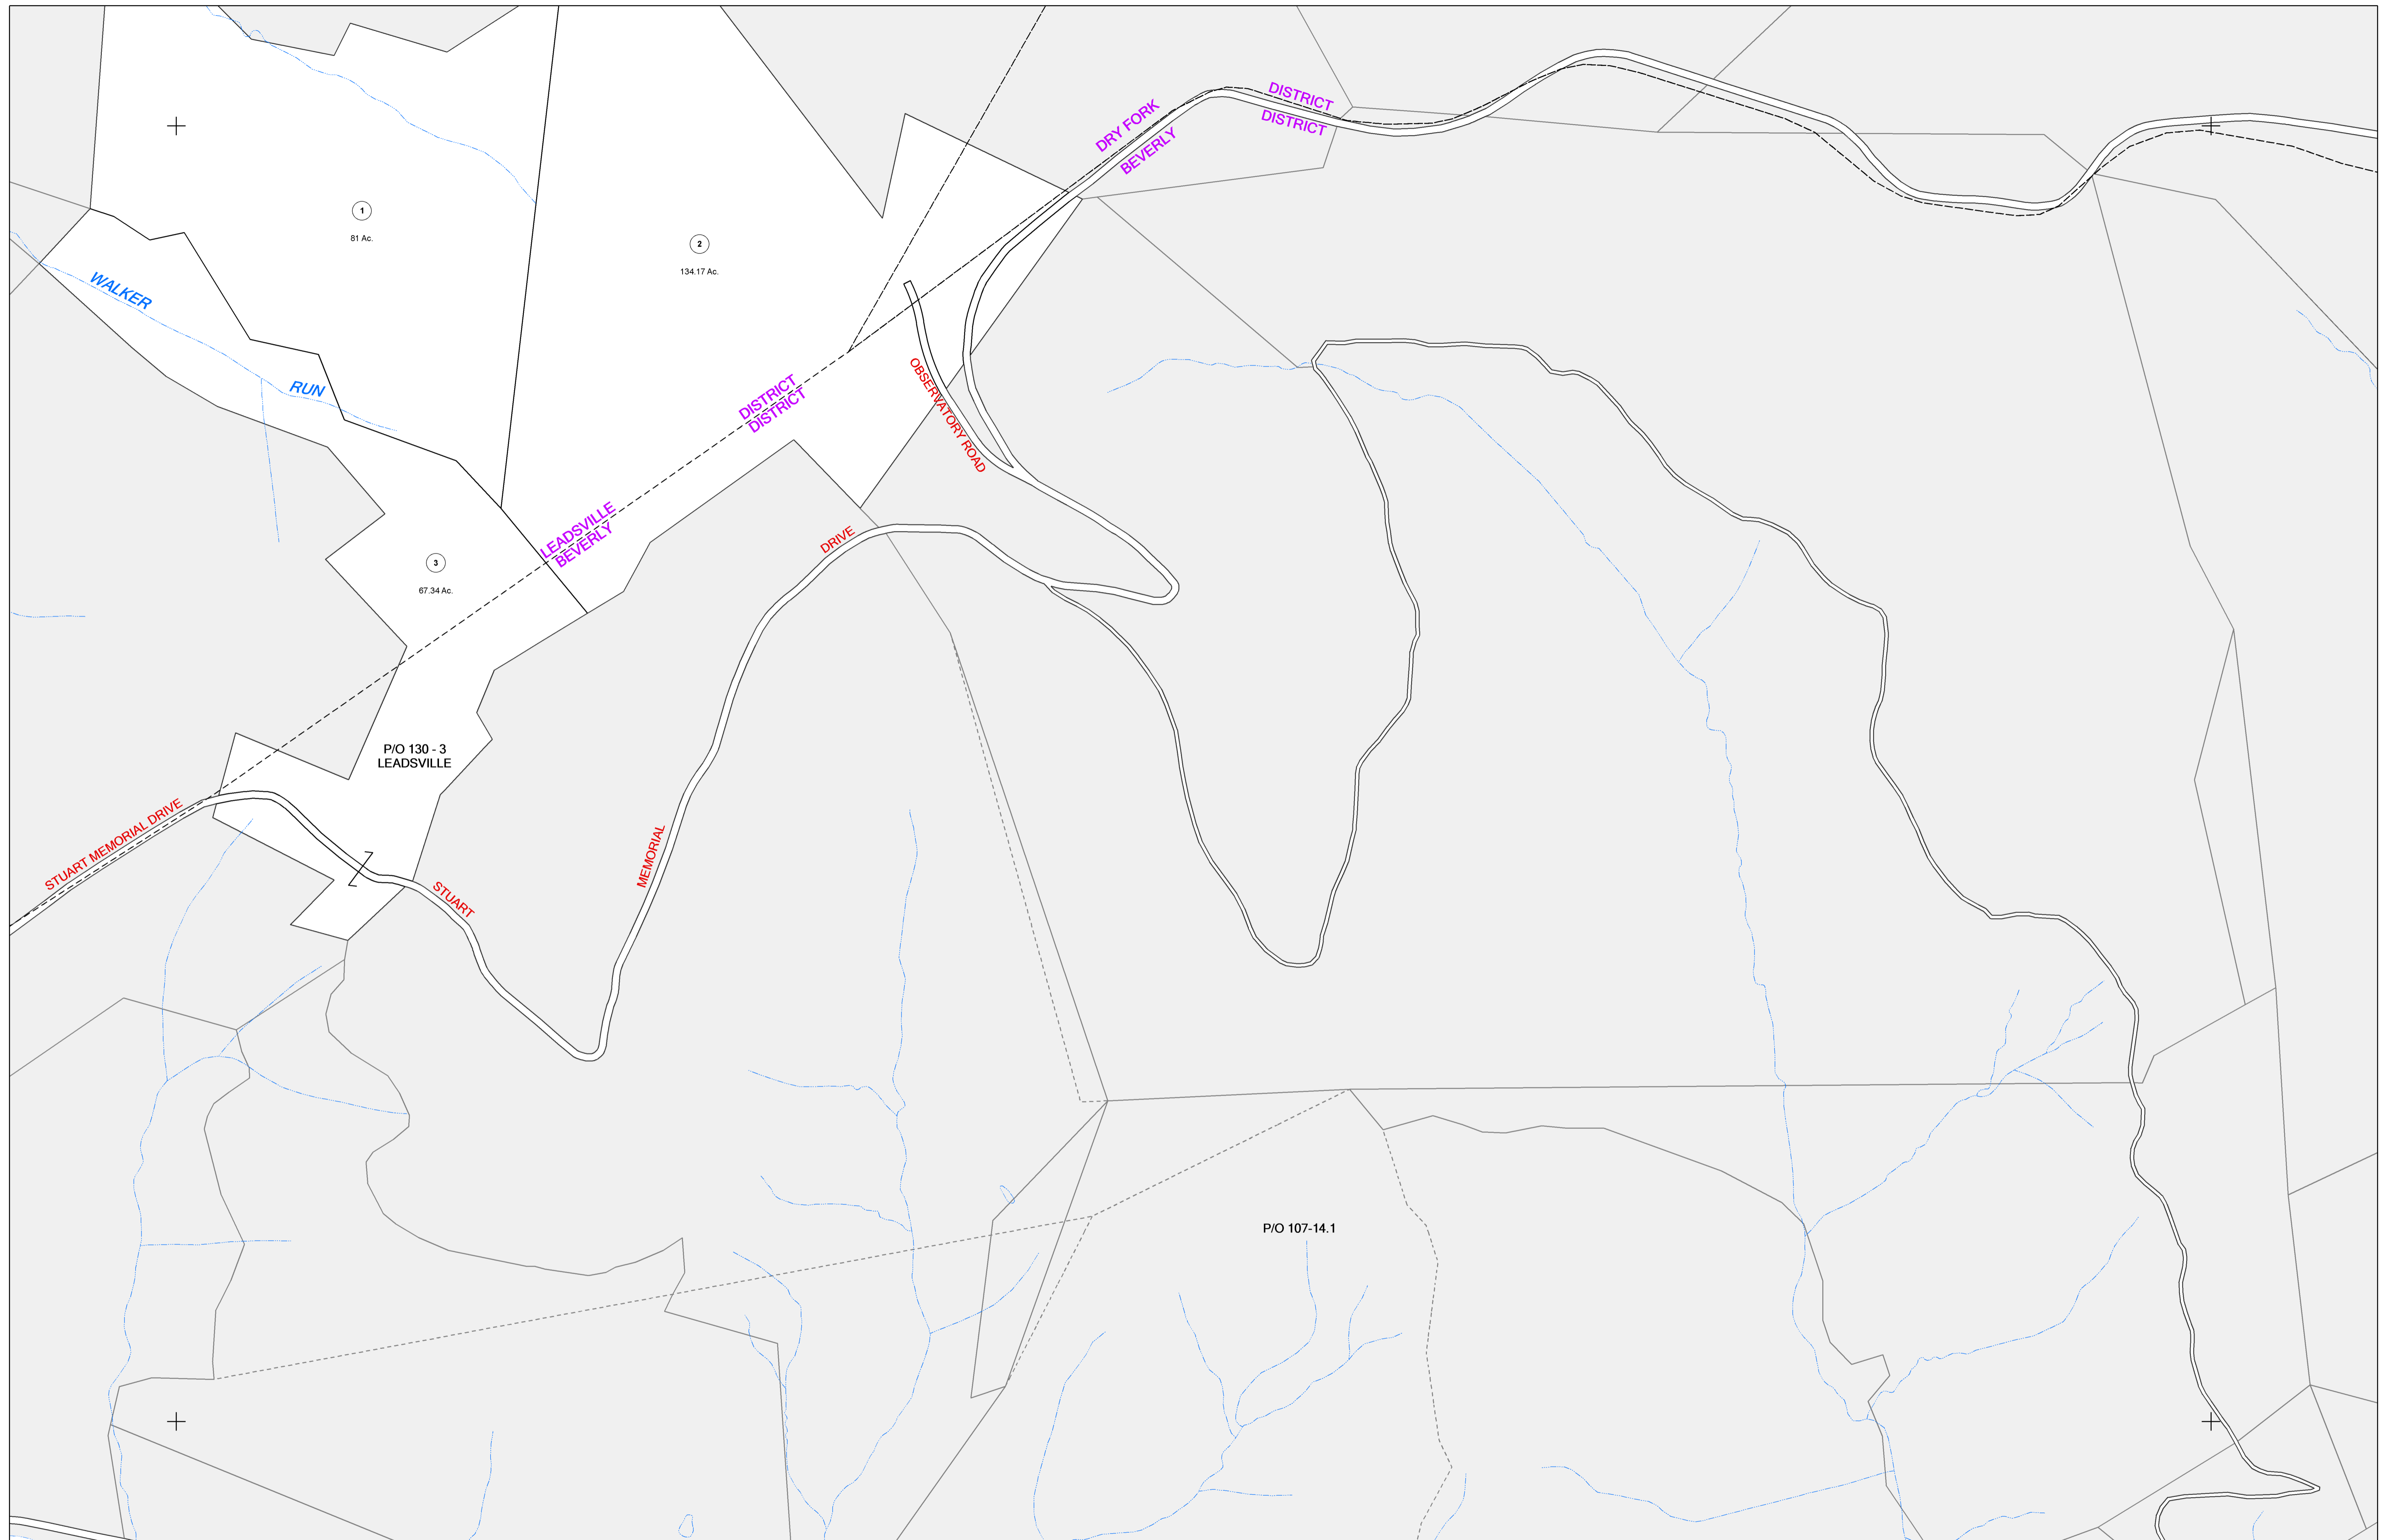 DISTRICT
DISTRICT
DRY FORK
BEVERLY
1
81 Ac.
2
134.17 Ac.
WALKER
RUN
OBSERVATORY ROAD
DISTRICT
DISTRICT
LEADSVILLE
BEVERLY
DRIVE
3
67.34 Ac.
P/O 130 - 3
LEADSVILLE
STUART MEMORIAL DRIVE
MEMORIAL
STUART
P/O 107-14.1